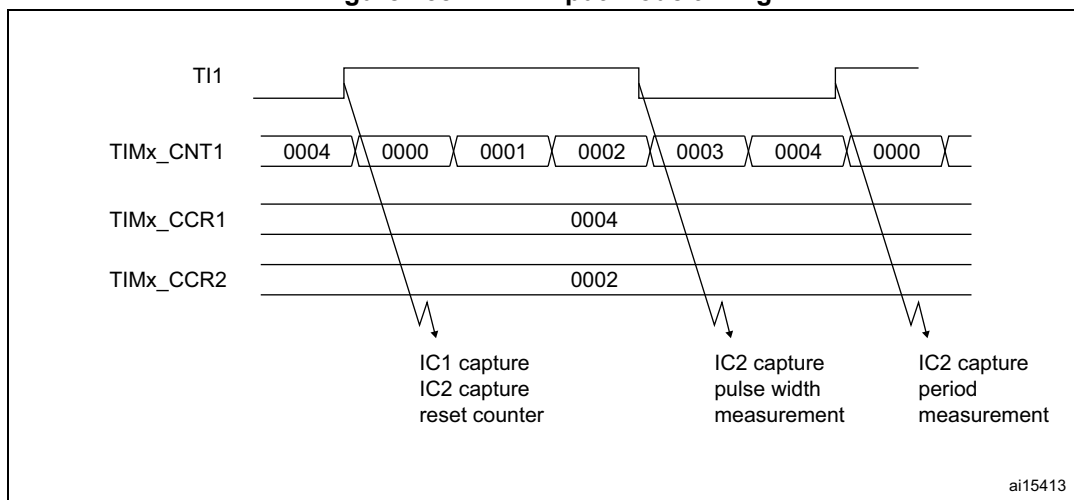 TI1
TIMx_CNT1 0004 0000 0001 0002 0003 0004 0000
TIMx_CCR1 0004
TIMx_CCR2 0002
IC1 capture
IC2 capture
reset counter
IC2 capture
pulse width
measurement
IC2 capture
period
measurement
ai15413